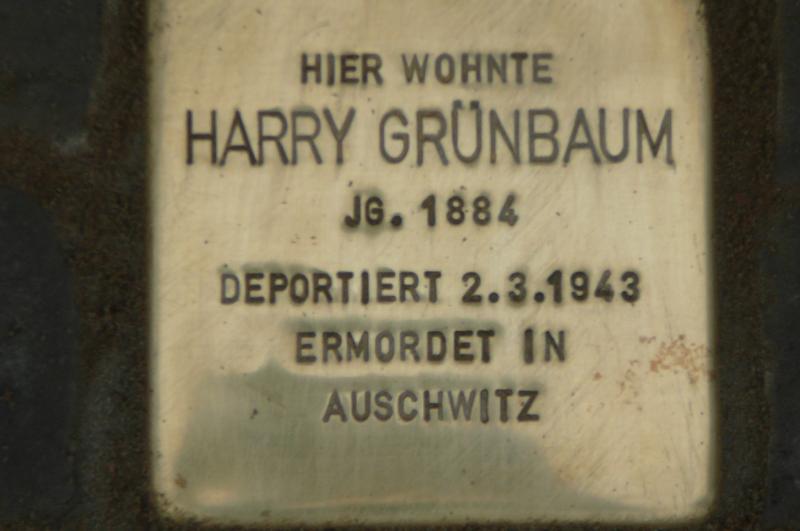 HIER WOHNTE
HARRY GRÜNBAUM
JG. 1884
DEPORTIERT 2.3.1943
ERMORDET IN
AUSCHWITZ